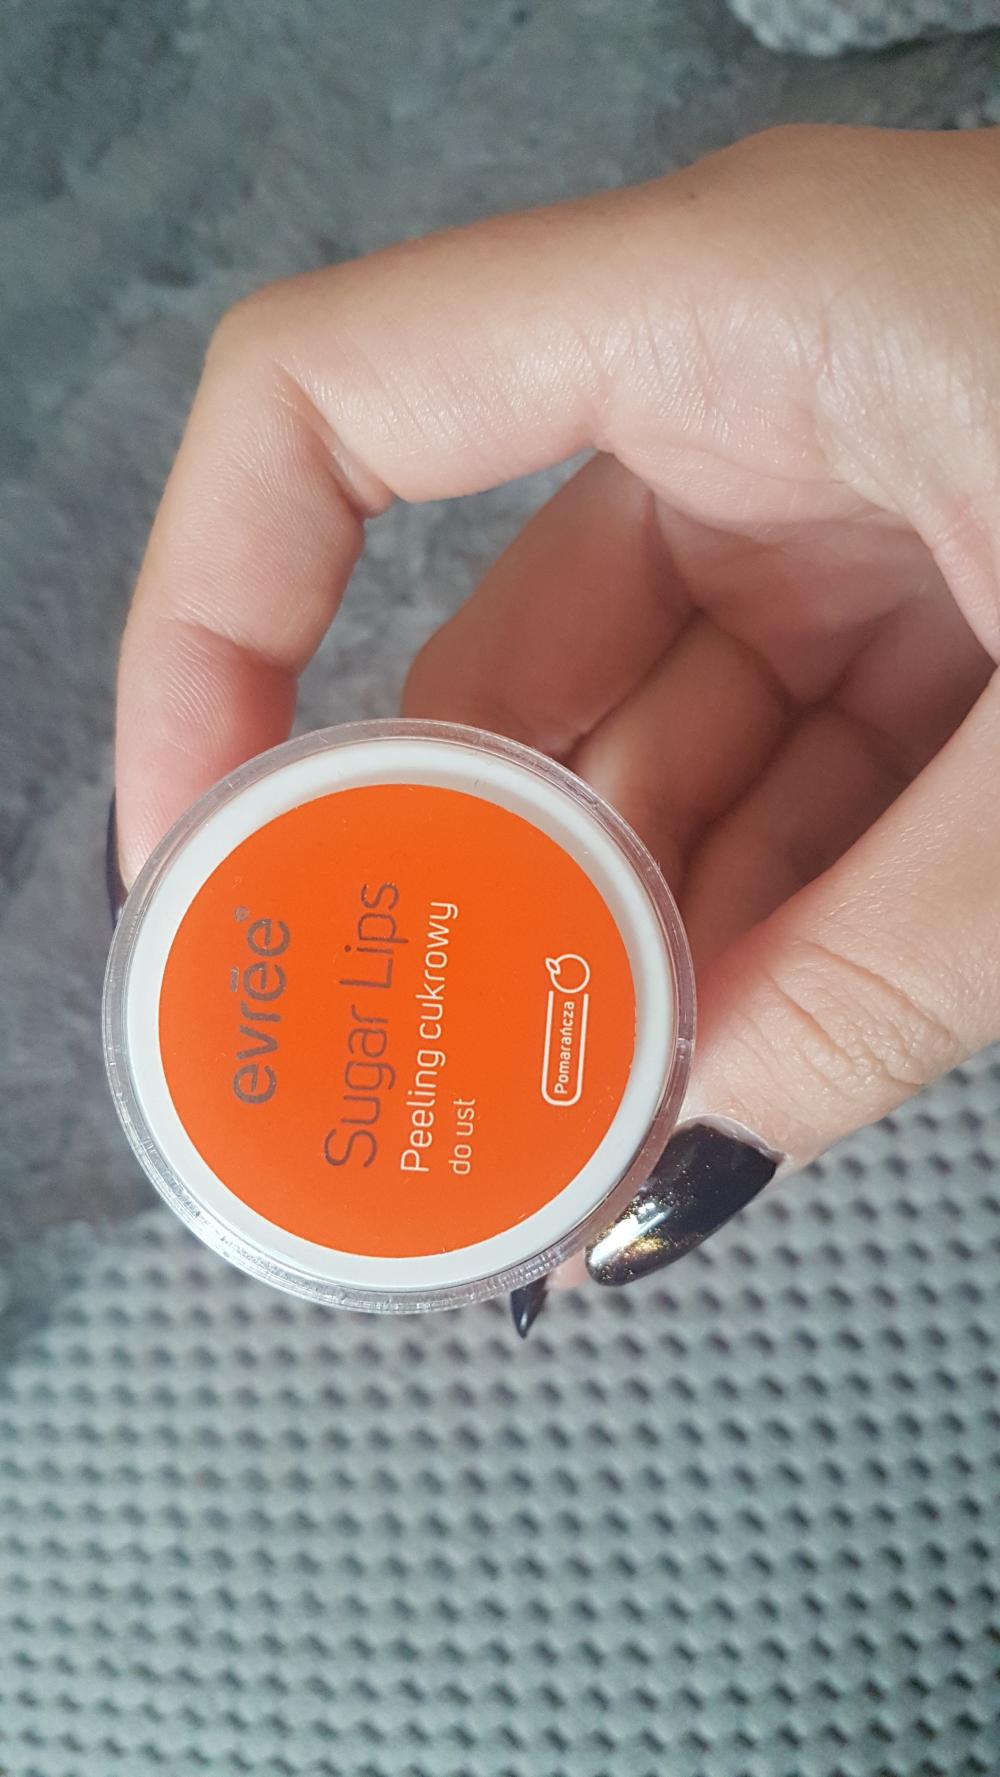 evrēe®
Sugar Lips
Peeling cukrowy
do ust
Pomarańcza